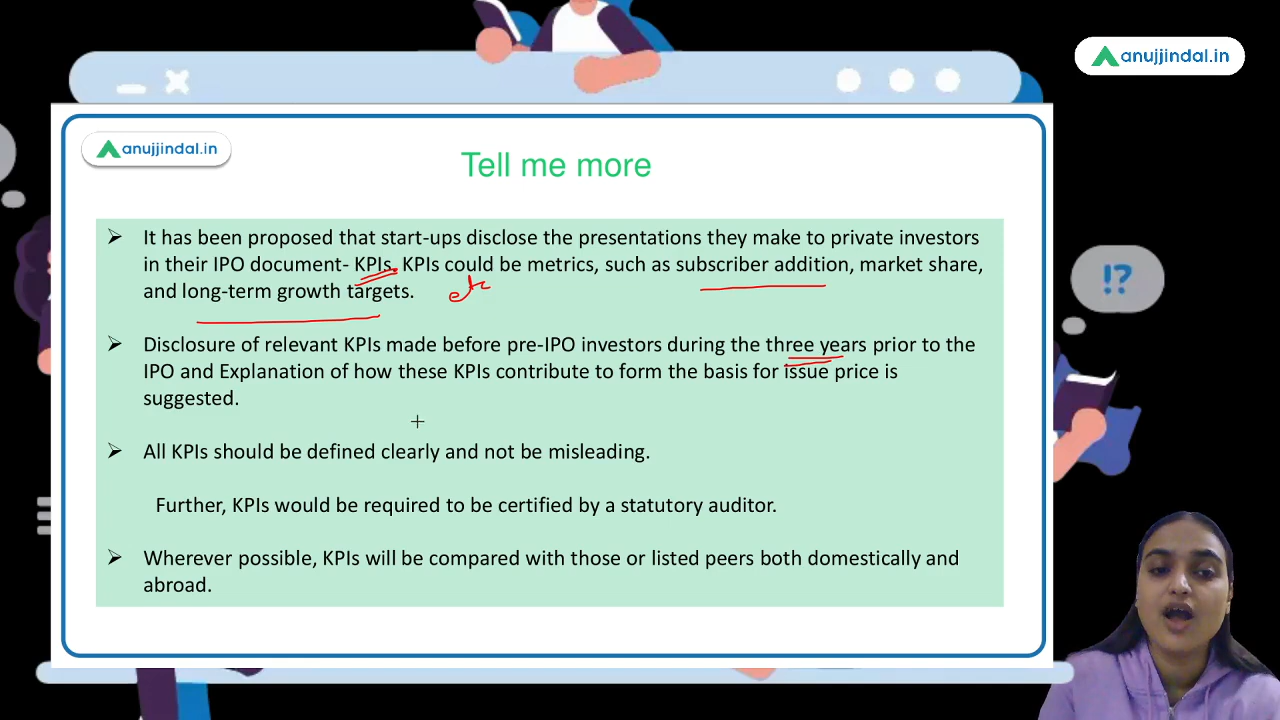 anujjindal.in
anujjindal.in
Tell me more
It has been proposed that start-ups disclose the presentations they make to private investors
in their IPO document- KPIs. KPIs could be metrics, such as subscriber addition, market share,
and long-term growth targets.
etc
Disclosure of relevant KPIs made before pre-IPO investors during the three years prior to the
IPO and Explanation of how these KPIs contribute to form the basis for issue price is
suggested.
!?
All KPIs should be defined clearly and not be misleading.
Further, KPIs would be required to be certified by a statutory auditor.
Wherever possible, KPIs will be compared with those or listed peers both domestically and
abroad.